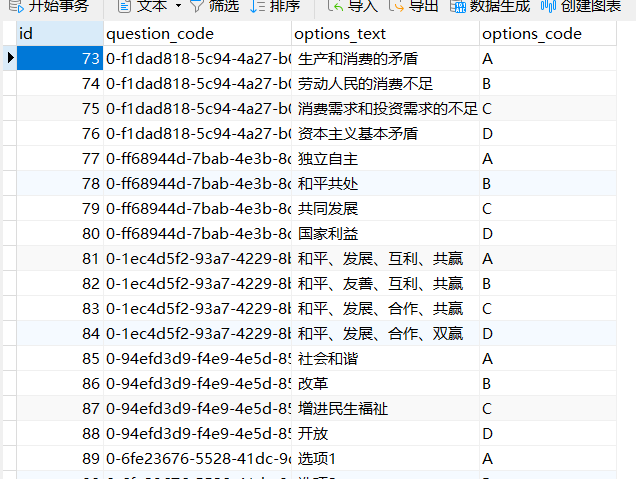 开始事务 文本 筛选 排序 导入 导出 数据生成 创建图表
id question_code options_text options_code
73 0-f1dad818-5c94-4a27-b0 生产和消费的矛盾 A
74 0-f1dad818-5c94-4a27-b0 劳动人民的消费不足 B
75 0-f1dad818-5c94-4a27-b0 消费需求和投资需求的不足 C
76 0-f1dad818-5c94-4a27-b0 资本主义基本矛盾 D
77 0-ff68944d-7bab-4e3b-8c 独立自主 A
78 0-ff68944d-7bab-4e3b-8c 和平共处 B
79 0-ff68944d-7bab-4e3b-8c 共同发展 C
80 0-ff68944d-7bab-4e3b-8c 国家利益 D
81 0-1ec4d5f2-93a7-4229-8b 和平、发展、互利、共赢 A
82 0-1ec4d5f2-93a7-4229-8b 和平、友善、互利、共赢 B
83 0-1ec4d5f2-93a7-4229-8b 和平、发展、合作、共赢 C
84 0-1ec4d5f2-93a7-4229-8b 和平、发展、合作、双赢 D
85 0-94efd3d9-f4e9-4e5d-85 社会和谐 A
86 0-94efd3d9-f4e9-4e5d-85 改革 B
87 0-94efd3d9-f4e9-4e5d-85 增进民生福祉 C
88 0-94efd3d9-f4e9-4e5d-85 开放 D
89 0-6fe23676-5528-41dc-9c 选项1 A